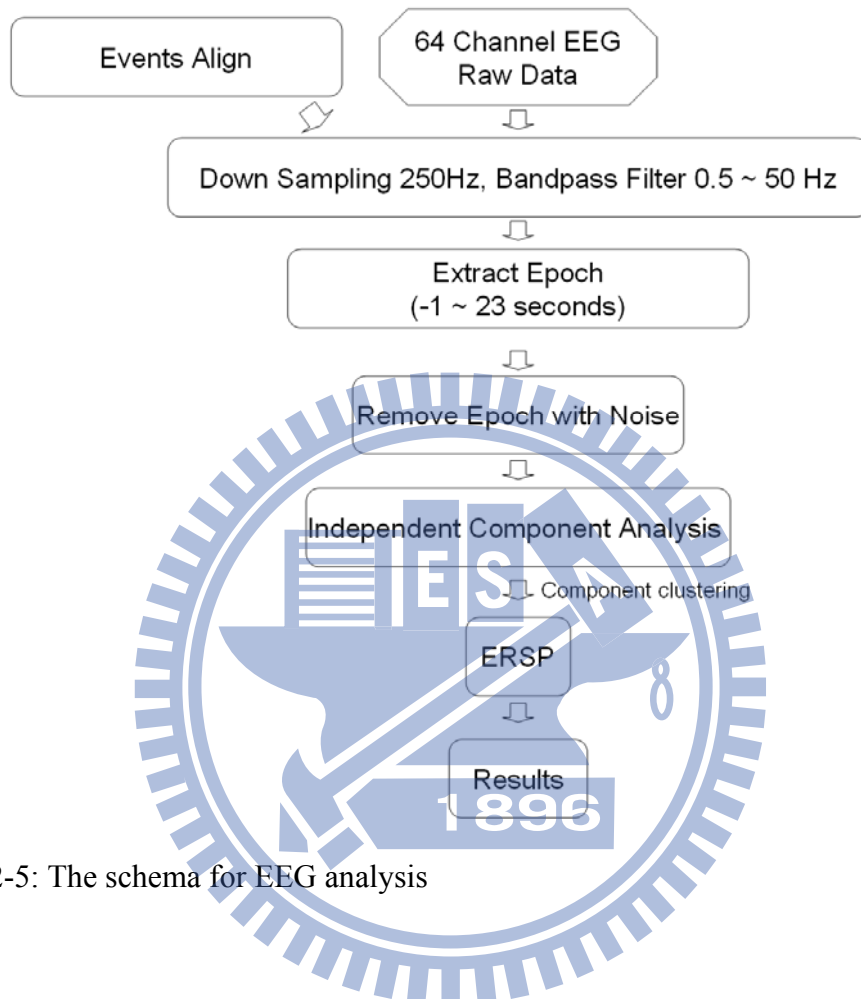 Events Align
64 Channel EEG
Raw Data
Down Sampling 250Hz, Bandpass Filter 0.5 ~ 50 Hz
Extract Epoch
(-1 ~ 23 seconds)
Remove Epoch with Noise
Independent Component Analysis
Component clustering
ERSP
Results
ES A
8
1896
2-5: The schema for EEG analysis